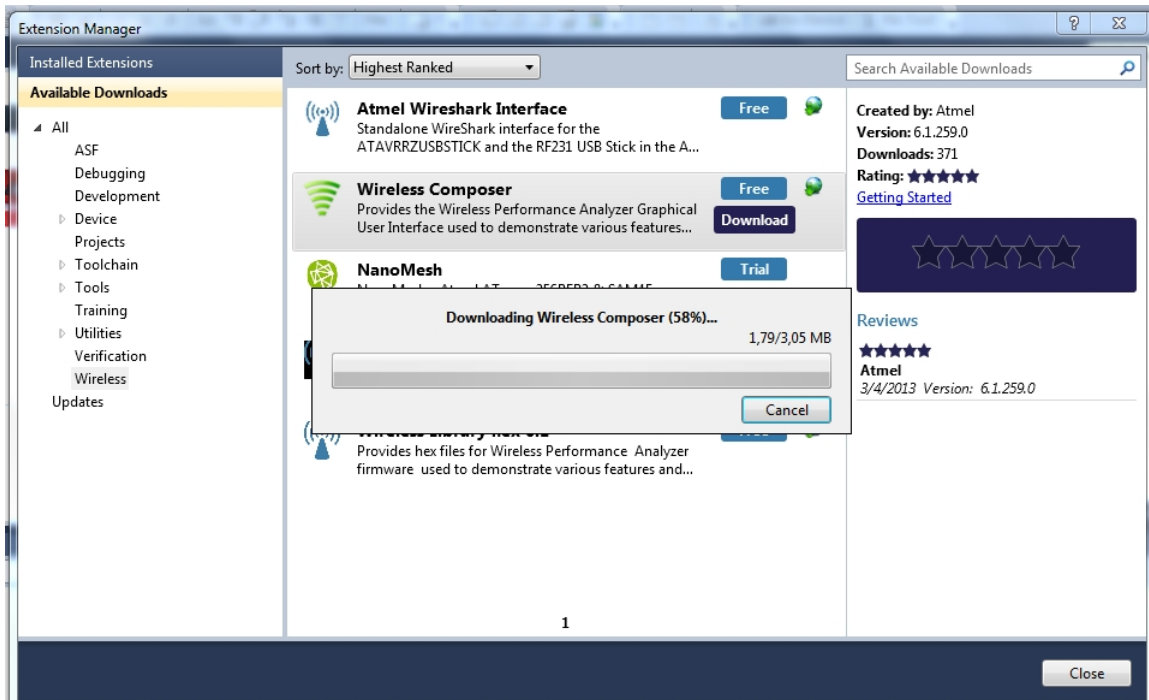 Extension Manager
Installed Extensions
Available Downloads
All
ASF
Debugging
Development
Device
Projects
Toolchain
Tools
Training
Utilities
Verification
Wireless
Updates
Sort by: Highest Ranked
Atmel Wireshark Interface
Free
Standalone WireShark interface for the
ATAVRRZUSBSTICK and the RF231 USB Stick in the A...
Wireless Composer
Free
Provides the Wireless Performance Analyzer Graphical
User Interface used to demonstrate various features...
Download
NanoMesh
Trial
Downloading Wireless Composer (58%)...
1,79/3,05 MB
Cancel
Provides hex files for Wireless Performance Analyzer
firmware used to demonstrate various features and...
1
Search Available Downloads
Created by: Atmel
Version: 6.1.259.0
Downloads: 371
Rating:
Getting Started
Reviews
Atmel
3/4/2013 Version: 6.1.259.0
Close